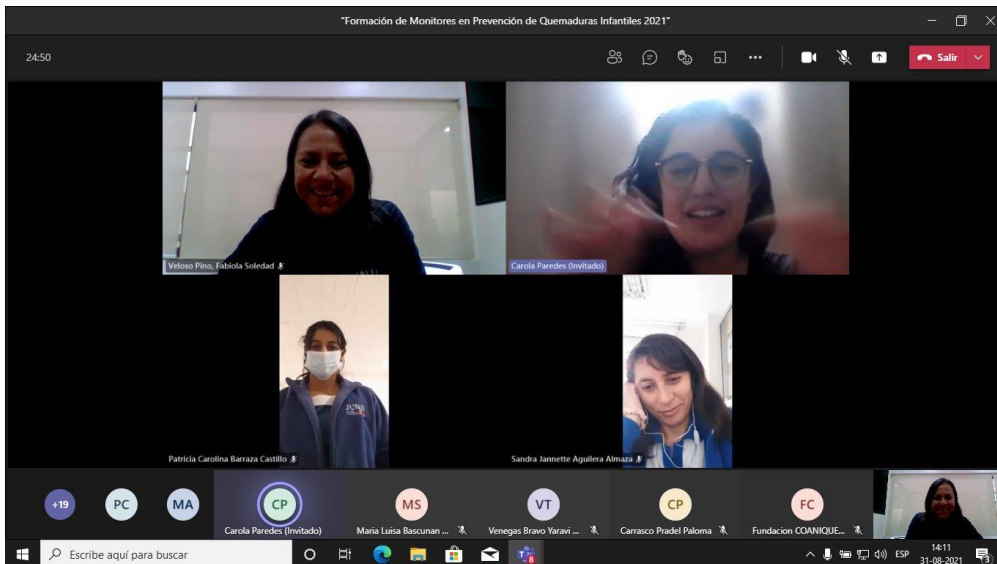 "Formación de Monitores en Prevención de Quemaduras Infantiles 2021"
24:50
Salir
Veloso Pino, Fabiola Soledad
Carola Paredes (Invitado)
JUNJI
Patricia Carolina Barraza Castillo
Sandra Jannette Aguilera Almaza
+19
PC
MA
CP
MS
VT
CP
FC
Carola Paredes (Invitado)
Maria Luisa Bascunan ...
Venegas Bravo Yaravi ...
Carrasco Pradel Paloma
Fundacion COANIQUE...
Escribe aquí para buscar
ESP
14:11
31-08-2021